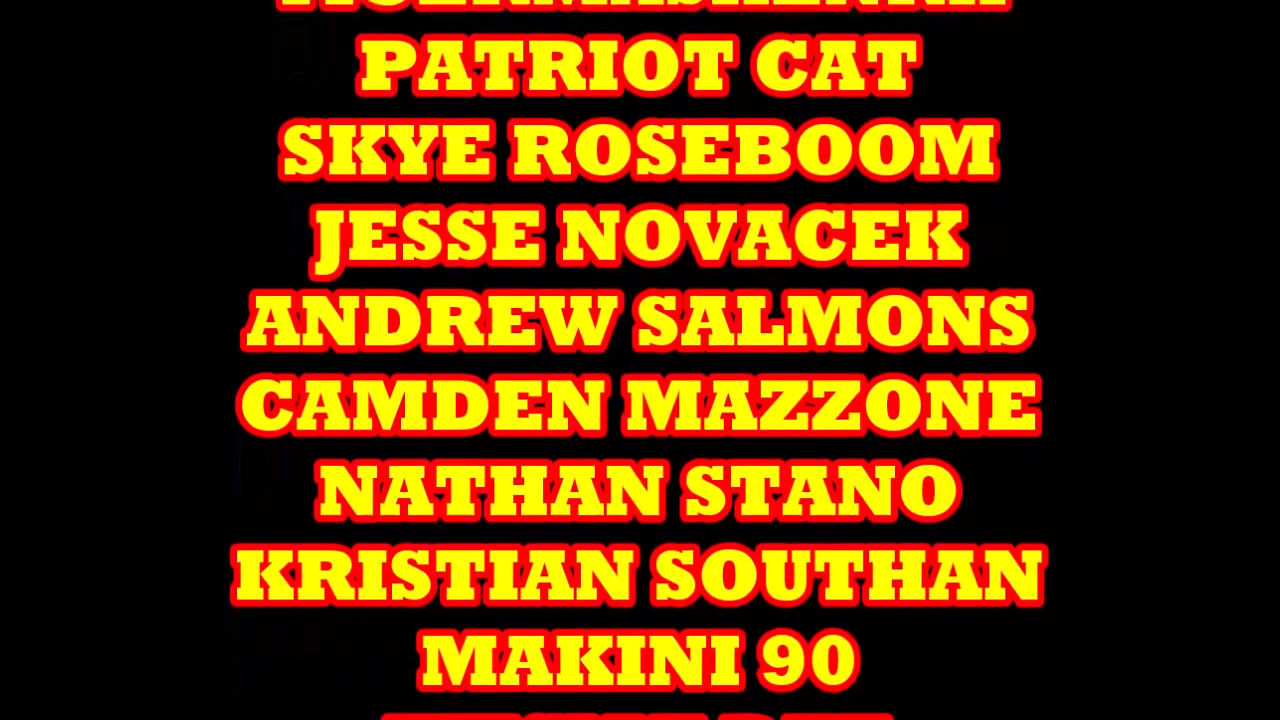 PATRIOT CAT
SKYE ROSEBOOM
JESSE NOVACEK
ANDREW SALMONS
CAMDEN MAZZONE
NATHAN STANO
KRISTIAN SOUTHAN
MAKINI 90